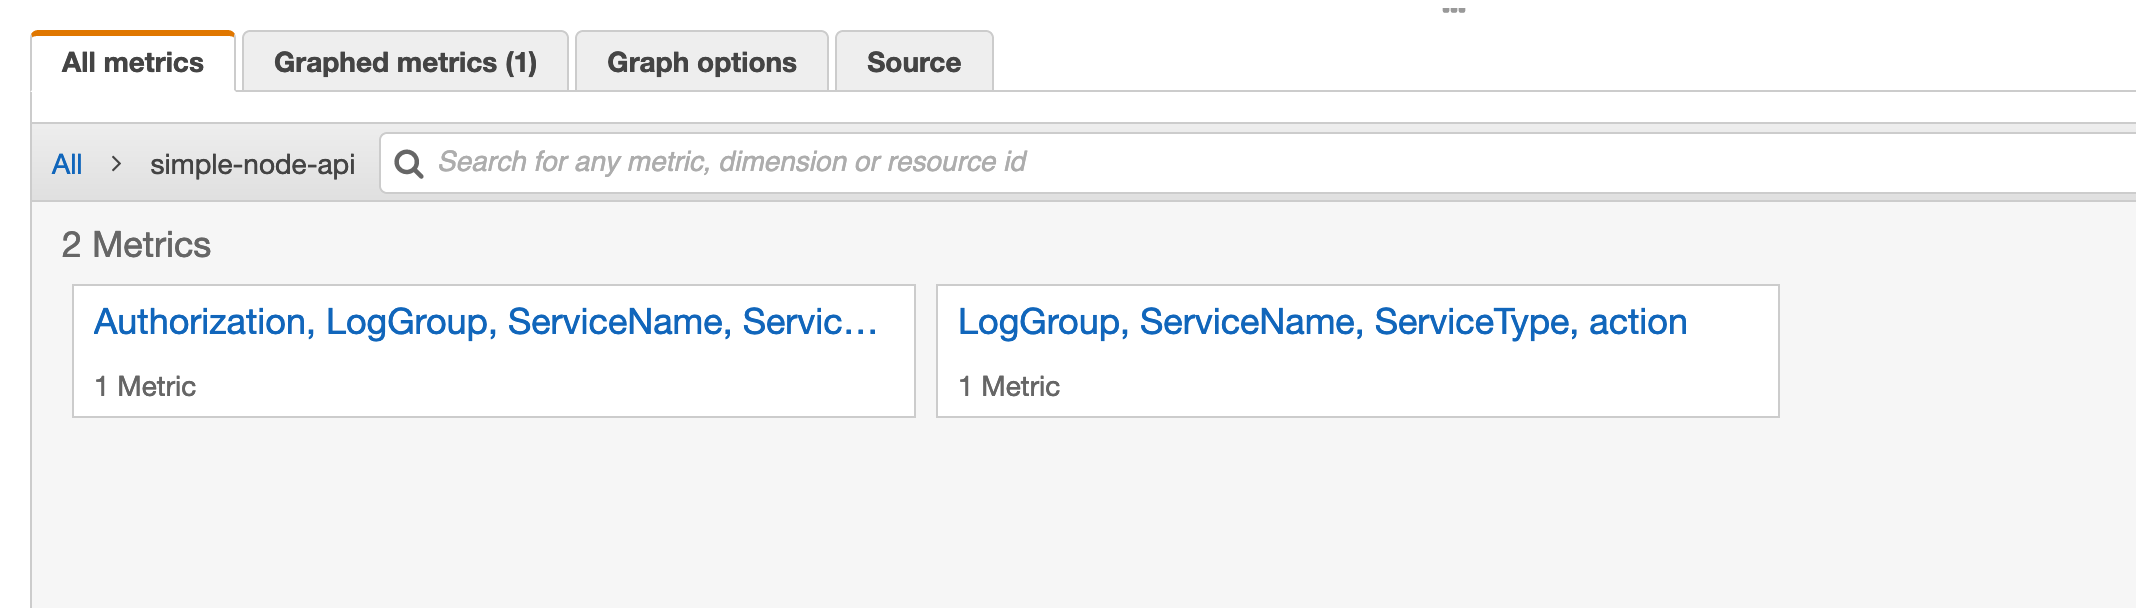 All metrics Graphed metrics (1) Graph options Source
All > simple-node-api Search for any metric, dimension or resource id
2 Metrics
Authorization, LogGroup, ServiceName, Servic... LogGroup, ServiceName, ServiceType, action
1 Metric 1 Metric